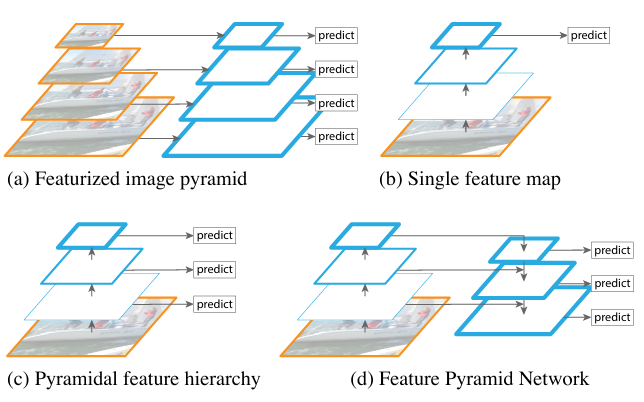 predict
predict
predict
predict
(a) Featurized image pyramid
predict
(b) Single feature map
predict
predict
predict
(c) Pyramidal feature hierarchy
predict
predict
predict
(d) Feature Pyramid Network